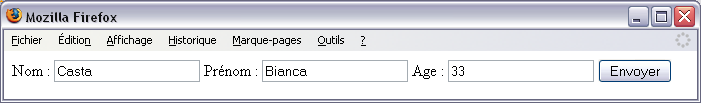 Mozilla Firefox
Fichier Édition Affichage Historique Marque-pages Outils ?
Nom : Casta Prénom : Bianca Age : 33 Envoyer